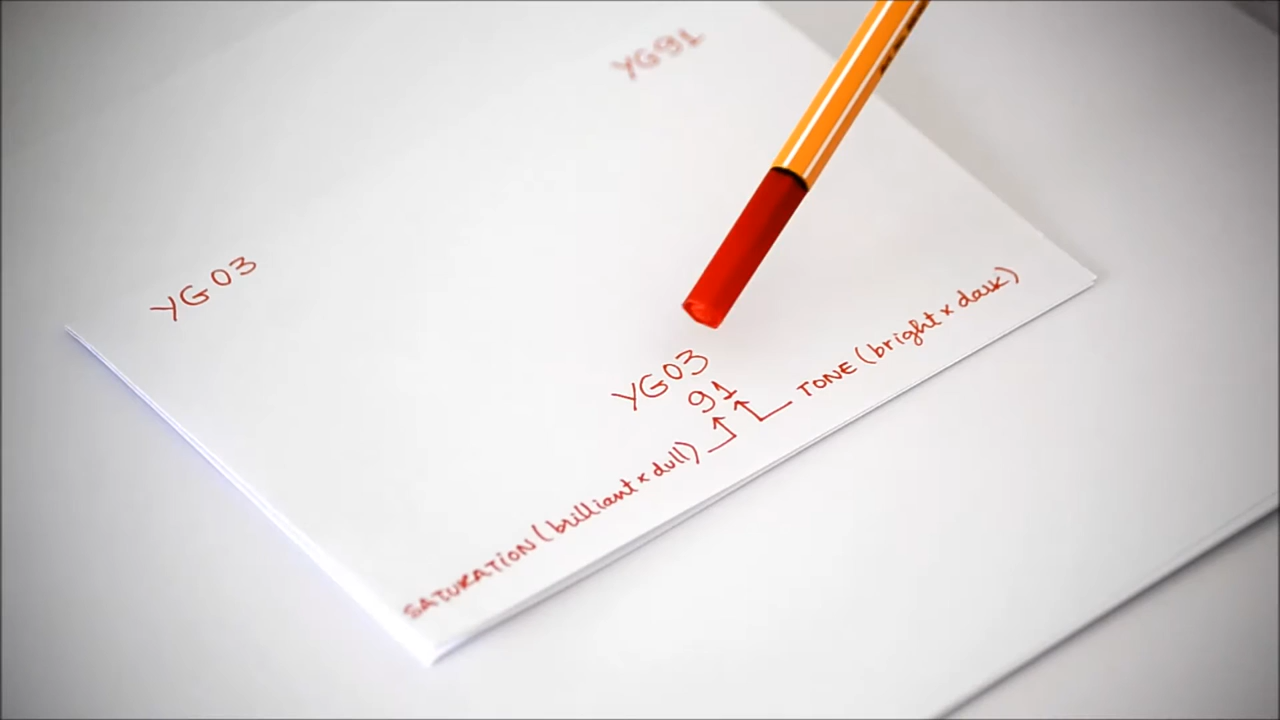 YG91
YG03
YG03
91
TONE (bright x dark)
SATURATION (brilliant x dull)